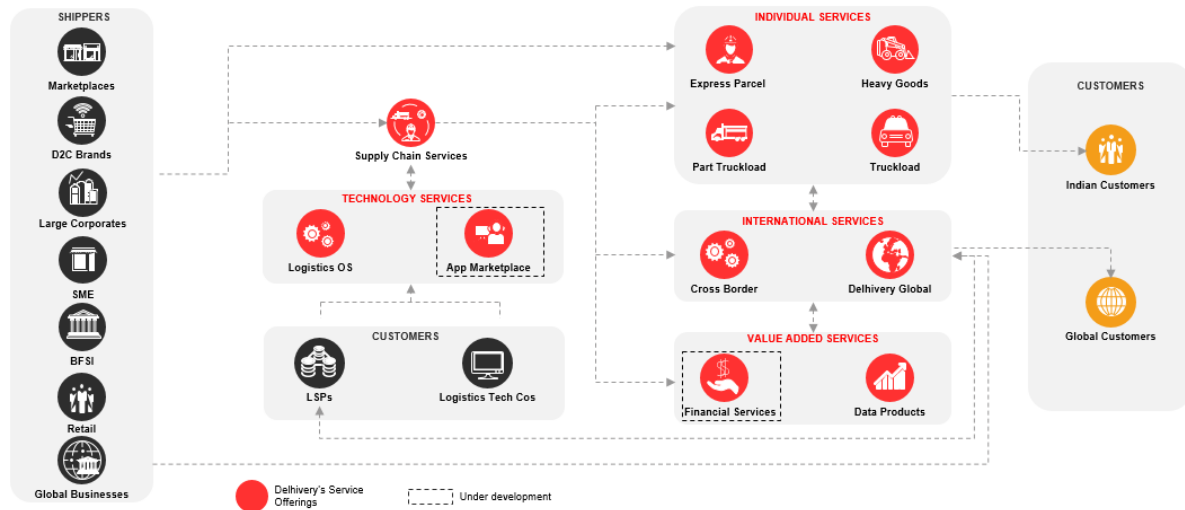 SHIPPERS
Marketplaces
D2C Brands
Large Corporates
SME
BFSI
Retail
Global Businesses
Supply Chain Services
TECHNOLOGY SERVICES
Logistics OS
App Marketplace
CUSTOMERS
LSPs
Logistics Tech Cos
INDIVIDUAL SERVICES
Express Parcel
Heavy Goods
Part Truckload
Truckload
INTERNATIONAL SERVICES
Cross Border
Delhivery Global
VALUE ADDED SERVICES
Financial Services
Data Products
CUSTOMERS
Indian Customers
Global Customers
Delhivery's Service
Offerings
Under development